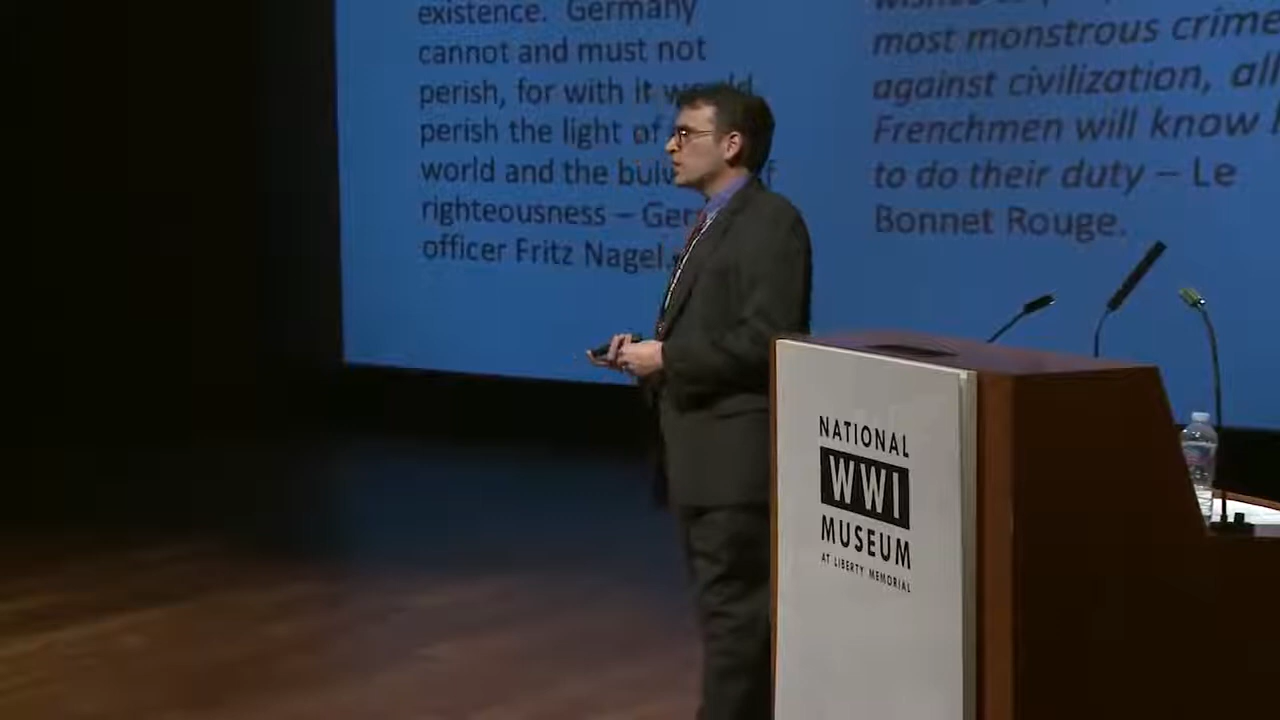 existence. Germany
cannot and must not
perish, for with it would
perish the light of
world and the
righteousness –
officer Fritz Nagel.
most monstrous crime
against civilization, all
Frenchmen will know
to do their duty – Le
Bonnet Rouge.
NATIONAL
WWI
MUSEUM
AT LIBERTY MEMORIAL